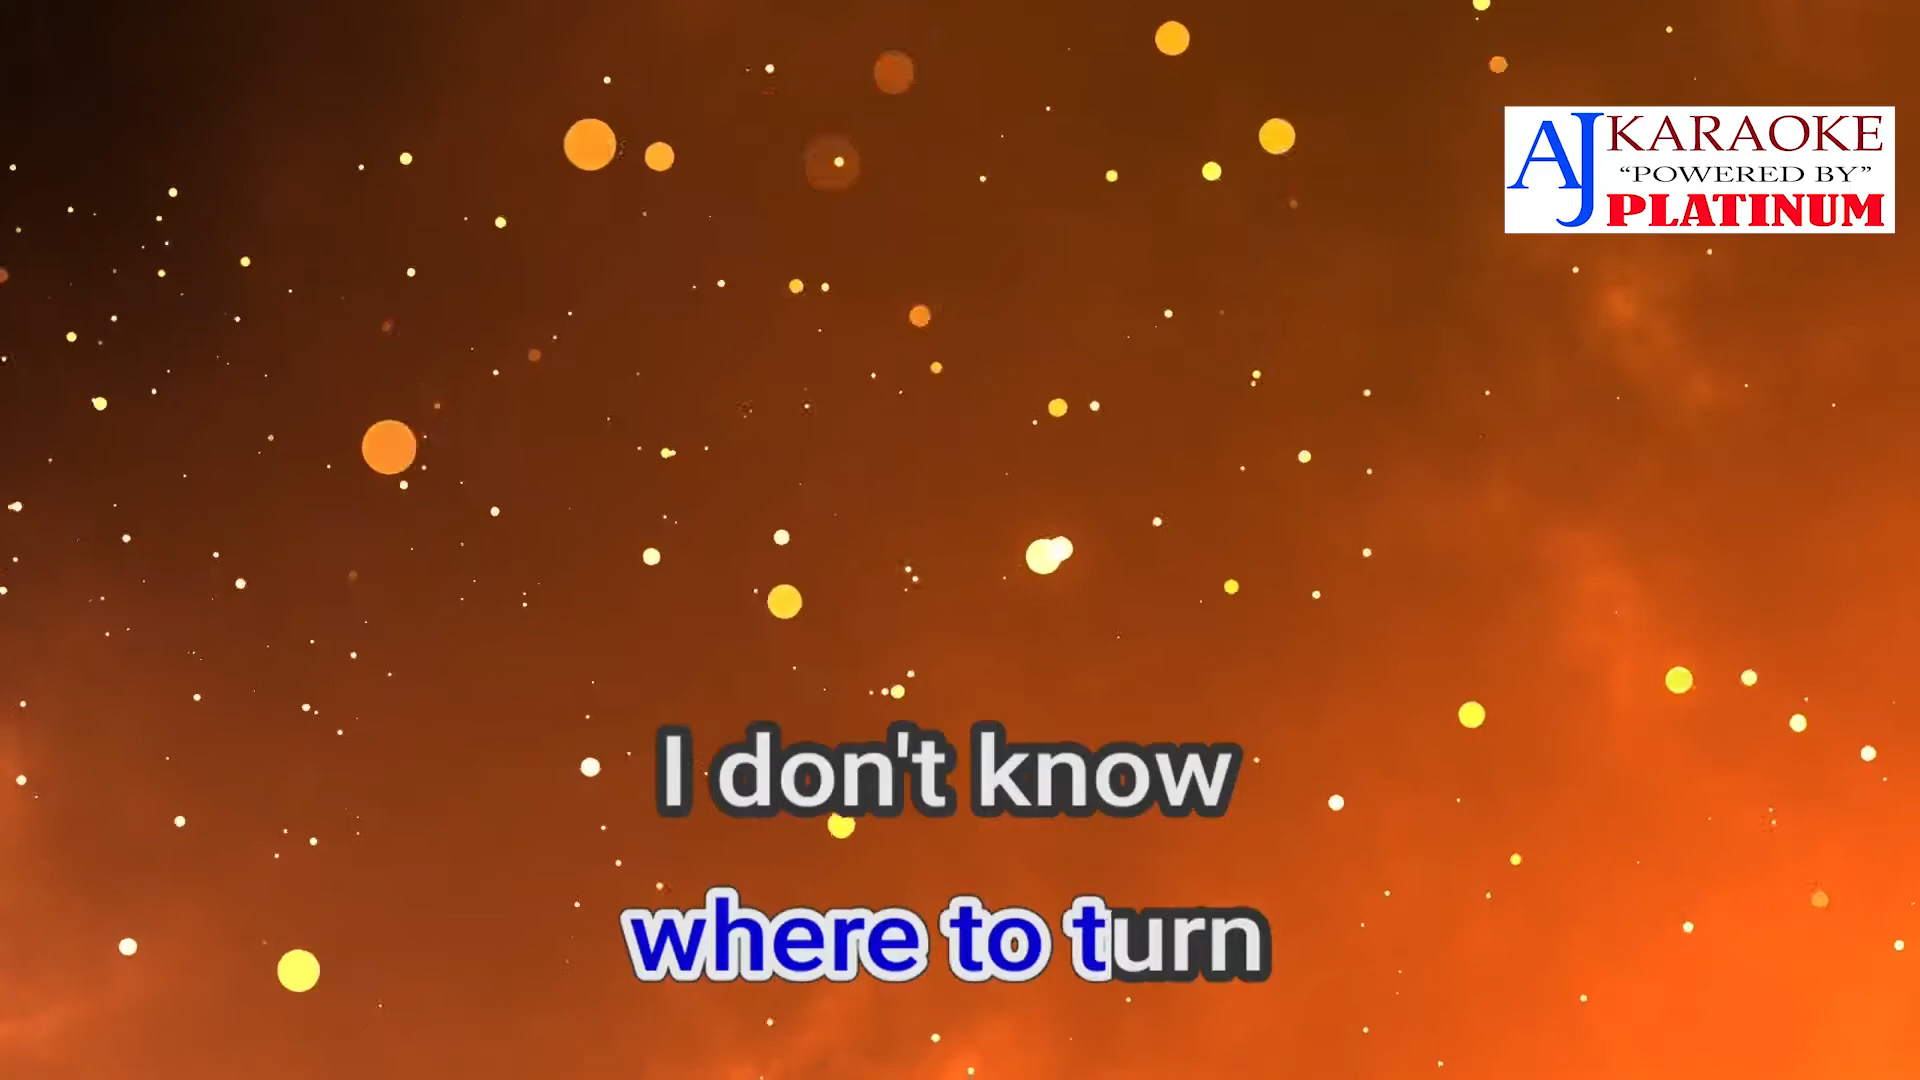 AJ KARAOKE
"POWERED BY"
PLATINUM
I don't know
where to turn